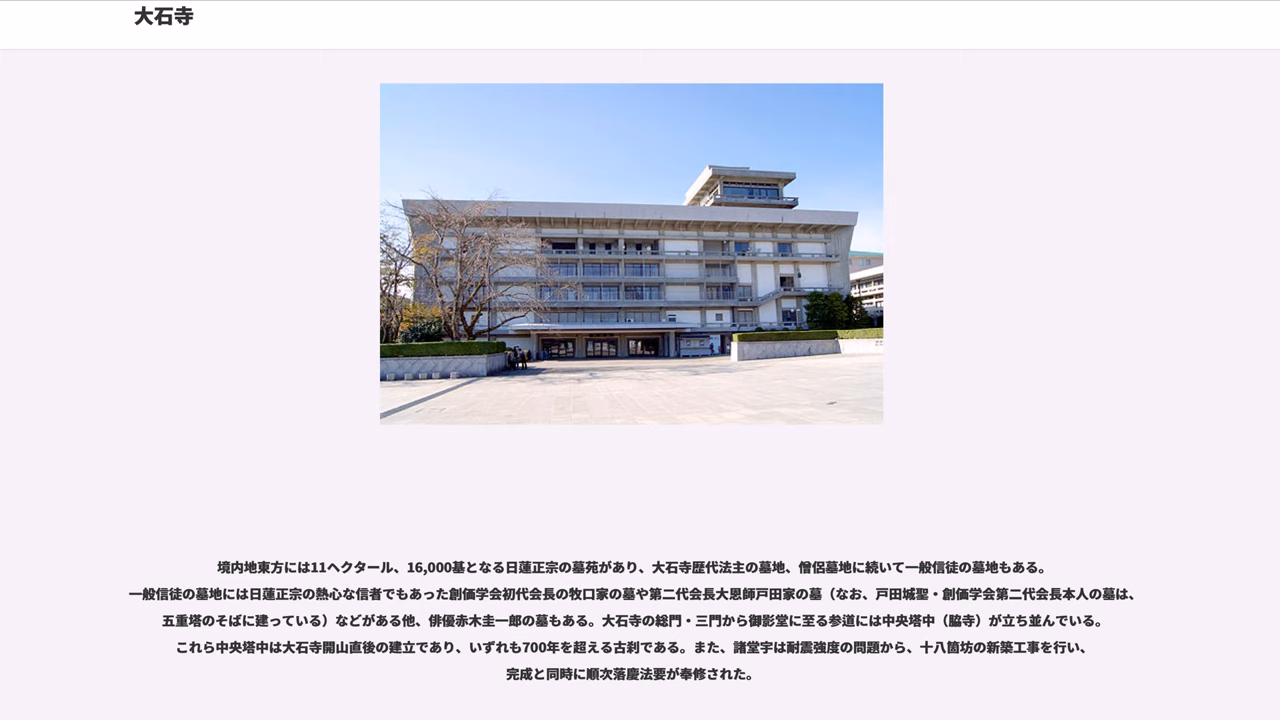 大石寺
境内地東方には11ヘクタール、16,000基となる日蓮正宗の墓苑があり、大石寺歴代法主の墓地、僧侶墓地に続いて一般信徒の墓地もある。
一般信徒の墓地には日蓮正宗の熱心な信者でもあった創価学会初代会長の牧口家の墓や第二代会長大恩師戸田家の墓（なお、戸田城聖・創価学会第二代会長本人の墓は、
五重塔のそばに建っている）などがある他、俳優赤木圭一郎の墓もある。大石寺の総門・三門から御影堂に至る参道には中央塔中（脇寺）が立ち並んでいる。
これら中央塔中は大石寺開山直後の建立であり、いずれも700年を超える古刹である。また、諸堂宇は耐震強度の問題から、十八箇坊の新築工事を行い、
完成と同時に順次落慶法要が奉修された。